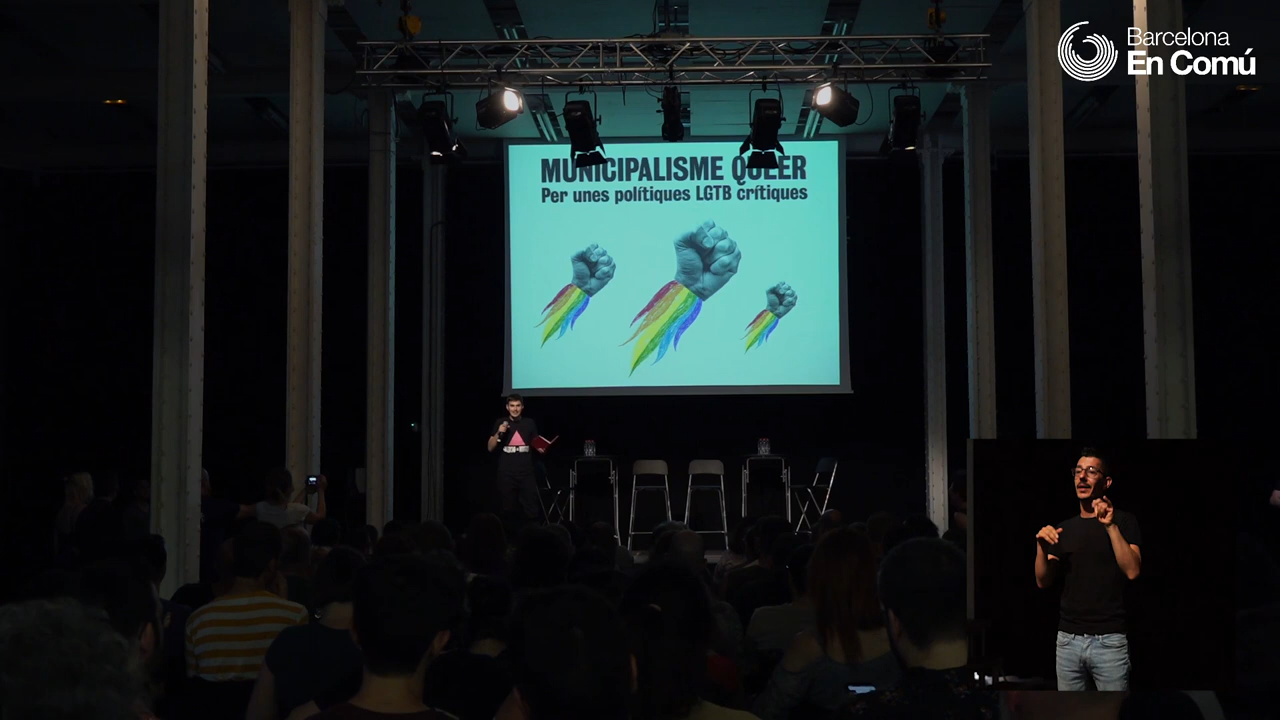 Barcelona
En Comú
MUNICIPALISME QUEER
Per unes polítiques LGTB crítiques